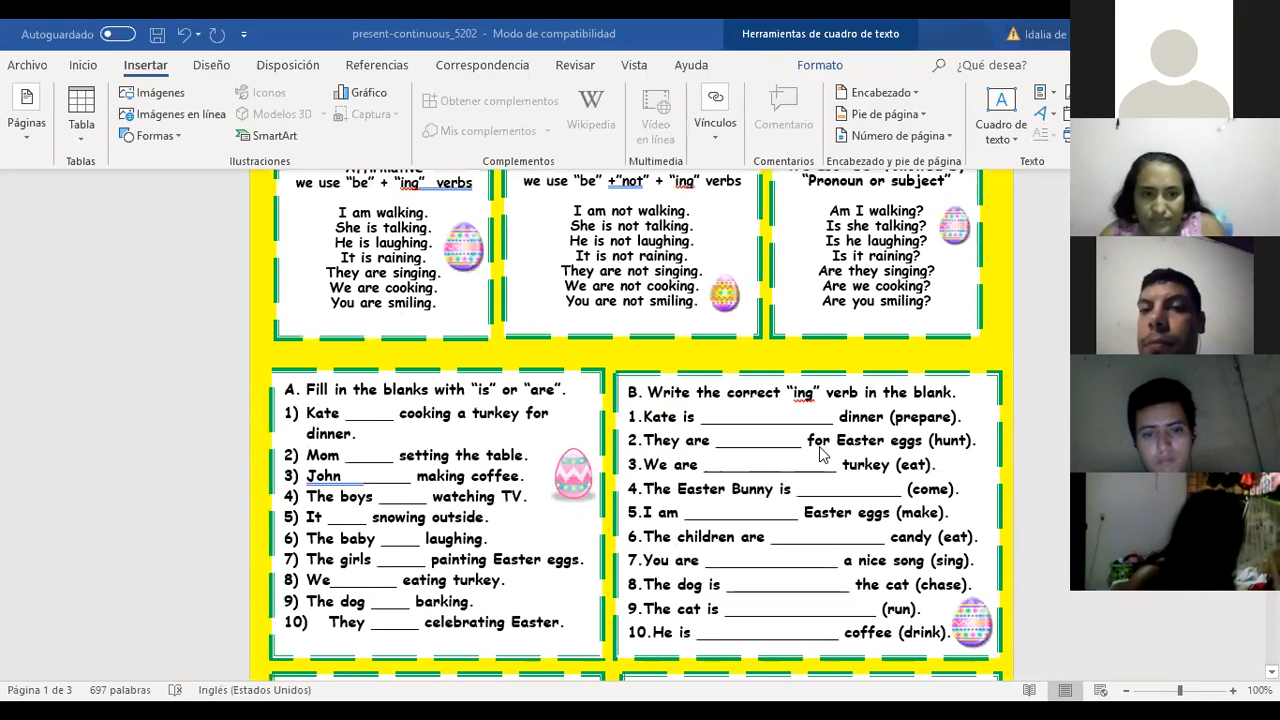 Autoguardado
present-continuous_5202 - Modo de compatibilidad
Herramientas de cuadro de texto
Idalia de
Archivo Inicio Insertar Diseño Disposición Referencias Correspondencia Revisar Vista Ayuda Formato ¿Qué desea?
Páginas
Tabla
Imágenes
Imágenes en línea
Formas
Iconos
Modelos 3D
SmartArt
Gráfico
Captura
Obtener complementos
Mis complementos
Wikipedia
Vídeo
en línea
Vínculos
Comentario
Encabezado
Pie de página
Número de página
Cuadro de
texto
Tablas Ilustraciones Complementos Multimedia Comentarios Encabezado y pie de página Texto
we use "be" + "ing" verbs
I am walking.
She is talking.
He is laughing.
It is raining.
They are singing.
We are cooking.
You are smiling.
we use "be" +"not" + "ing" verbs
I am not walking.
She is not talking.
He is not laughing.
It is not raining.
They are not singing.
We are not cooking.
You are not smiling.
"Pronoun or subject"
Am I walking?
Is she talking?
Is he laughing?
Is it raining?
Are they singing?
Are we cooking?
Are you smiling?
A. Fill in the blanks with "is" or "are".
1) Kate _____ cooking a turkey for
dinner.
2) Mom _____ setting the table.
3) John _____ making coffee.
4) The boys _____ watching TV.
5) It ____ snowing outside.
6) The baby ____ laughing.
7) The girls _____ painting Easter eggs.
8) We_______ eating turkey.
9) The dog ____ barking.
10) They _____ celebrating Easter.
B. Write the correct "ing" verb in the blank.
1.Kate is ______________ dinner (prepare).
2.They are _________ for Easter eggs (hunt).
3.We are ______________ turkey (eat).
4.The Easter Bunny is ___________ (come).
5.I am ____________ Easter eggs (make).
6.The children are ____________ candy (eat).
7.You are ______________ a nice song (sing).
8.The dog is _____________ the cat (chase).
9.The cat is ________________ (run).
10.He is _______________ coffee (drink).
Página 1 de 3 697 palabras Inglés (Estados Unidos) 100%